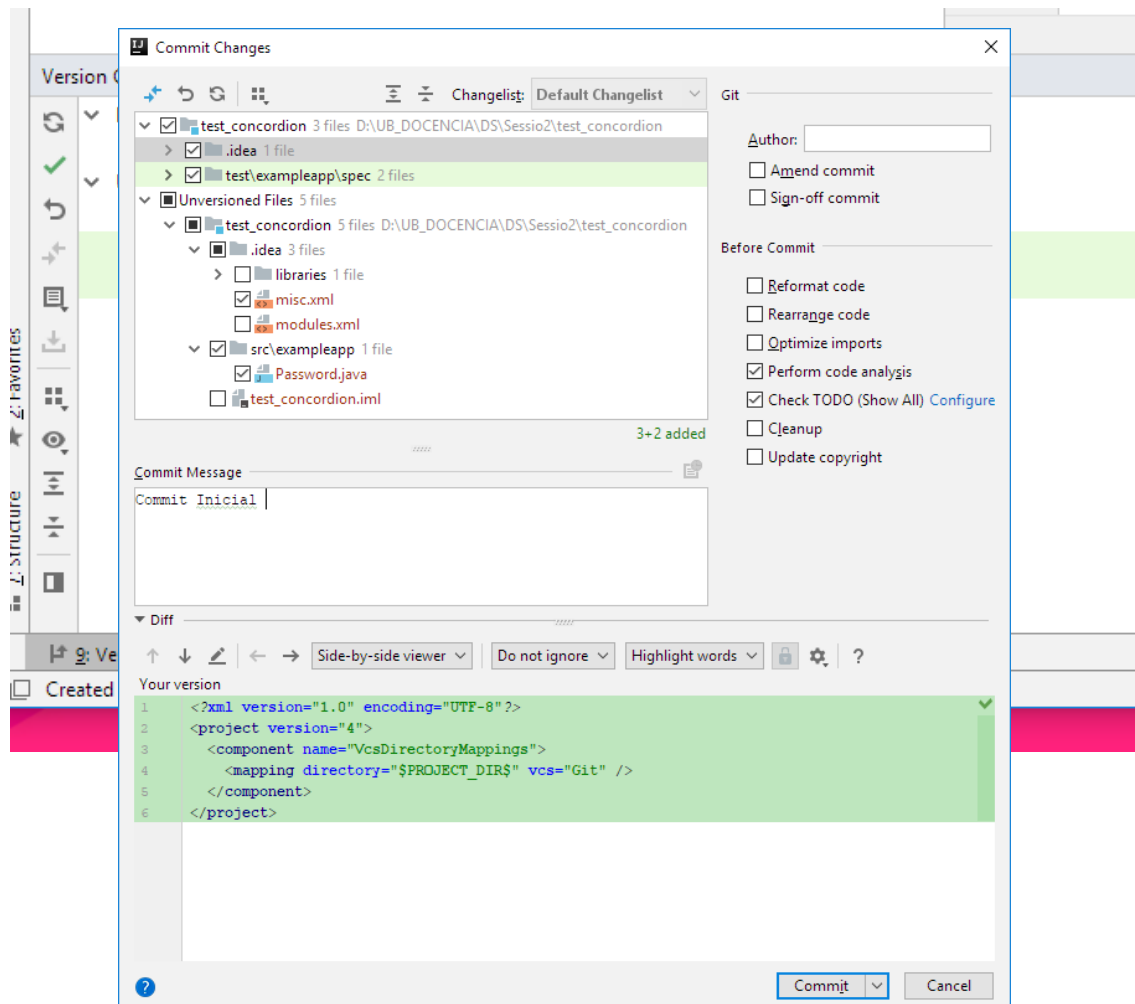 Commit Changes
Version C
Changelist: Default Changelist
Git
test_concordion 3 files D:\UB_DOCENCIA\DS\Sessio2\test_concordion
.idea 1 file
test\exampleapp\spec 2 files
Unversioned Files 5 files
test_concordion 5 files D:\UB_DOCENCIA\DS\Sessio2\test_concordion
.idea 3 files
libraries 1 file
misc.xml
modules.xml
src\exampleapp 1 file
Password.java
test_concordion.iml
3+2 added
Author:
Amend commit
Sign-off commit
Before Commit
Reformat code
Rearrange code
Optimize imports
Perform code analysis
Check TODO (Show All) Configure
Cleanup
Update copyright
2: Favorites
Z: Structure
Commit Message
Commit Inicial
Diff
9: Ve
Side-by-side viewer
Do not ignore
Highlight words
?
Created
Your version
1 <?xml version="1.0" encoding="UTF-8"?>
2 <project version="4">
3 <component name="VcsDirectoryMappings">
4 <mapping directory="$PROJECT_DIR$" vcs="Git" />
5 </component>
6 </project>
?
Commit
Cancel